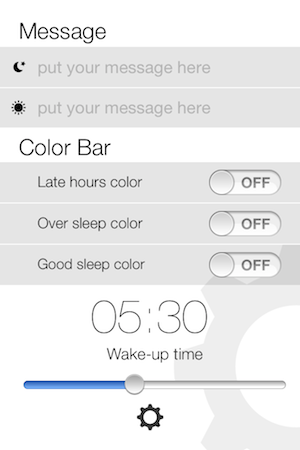 Message
put your message here
put your message here
Color Bar
Late hours color OFF
Over sleep color OFF
Good sleep color OFF
05:30
Wake-up time